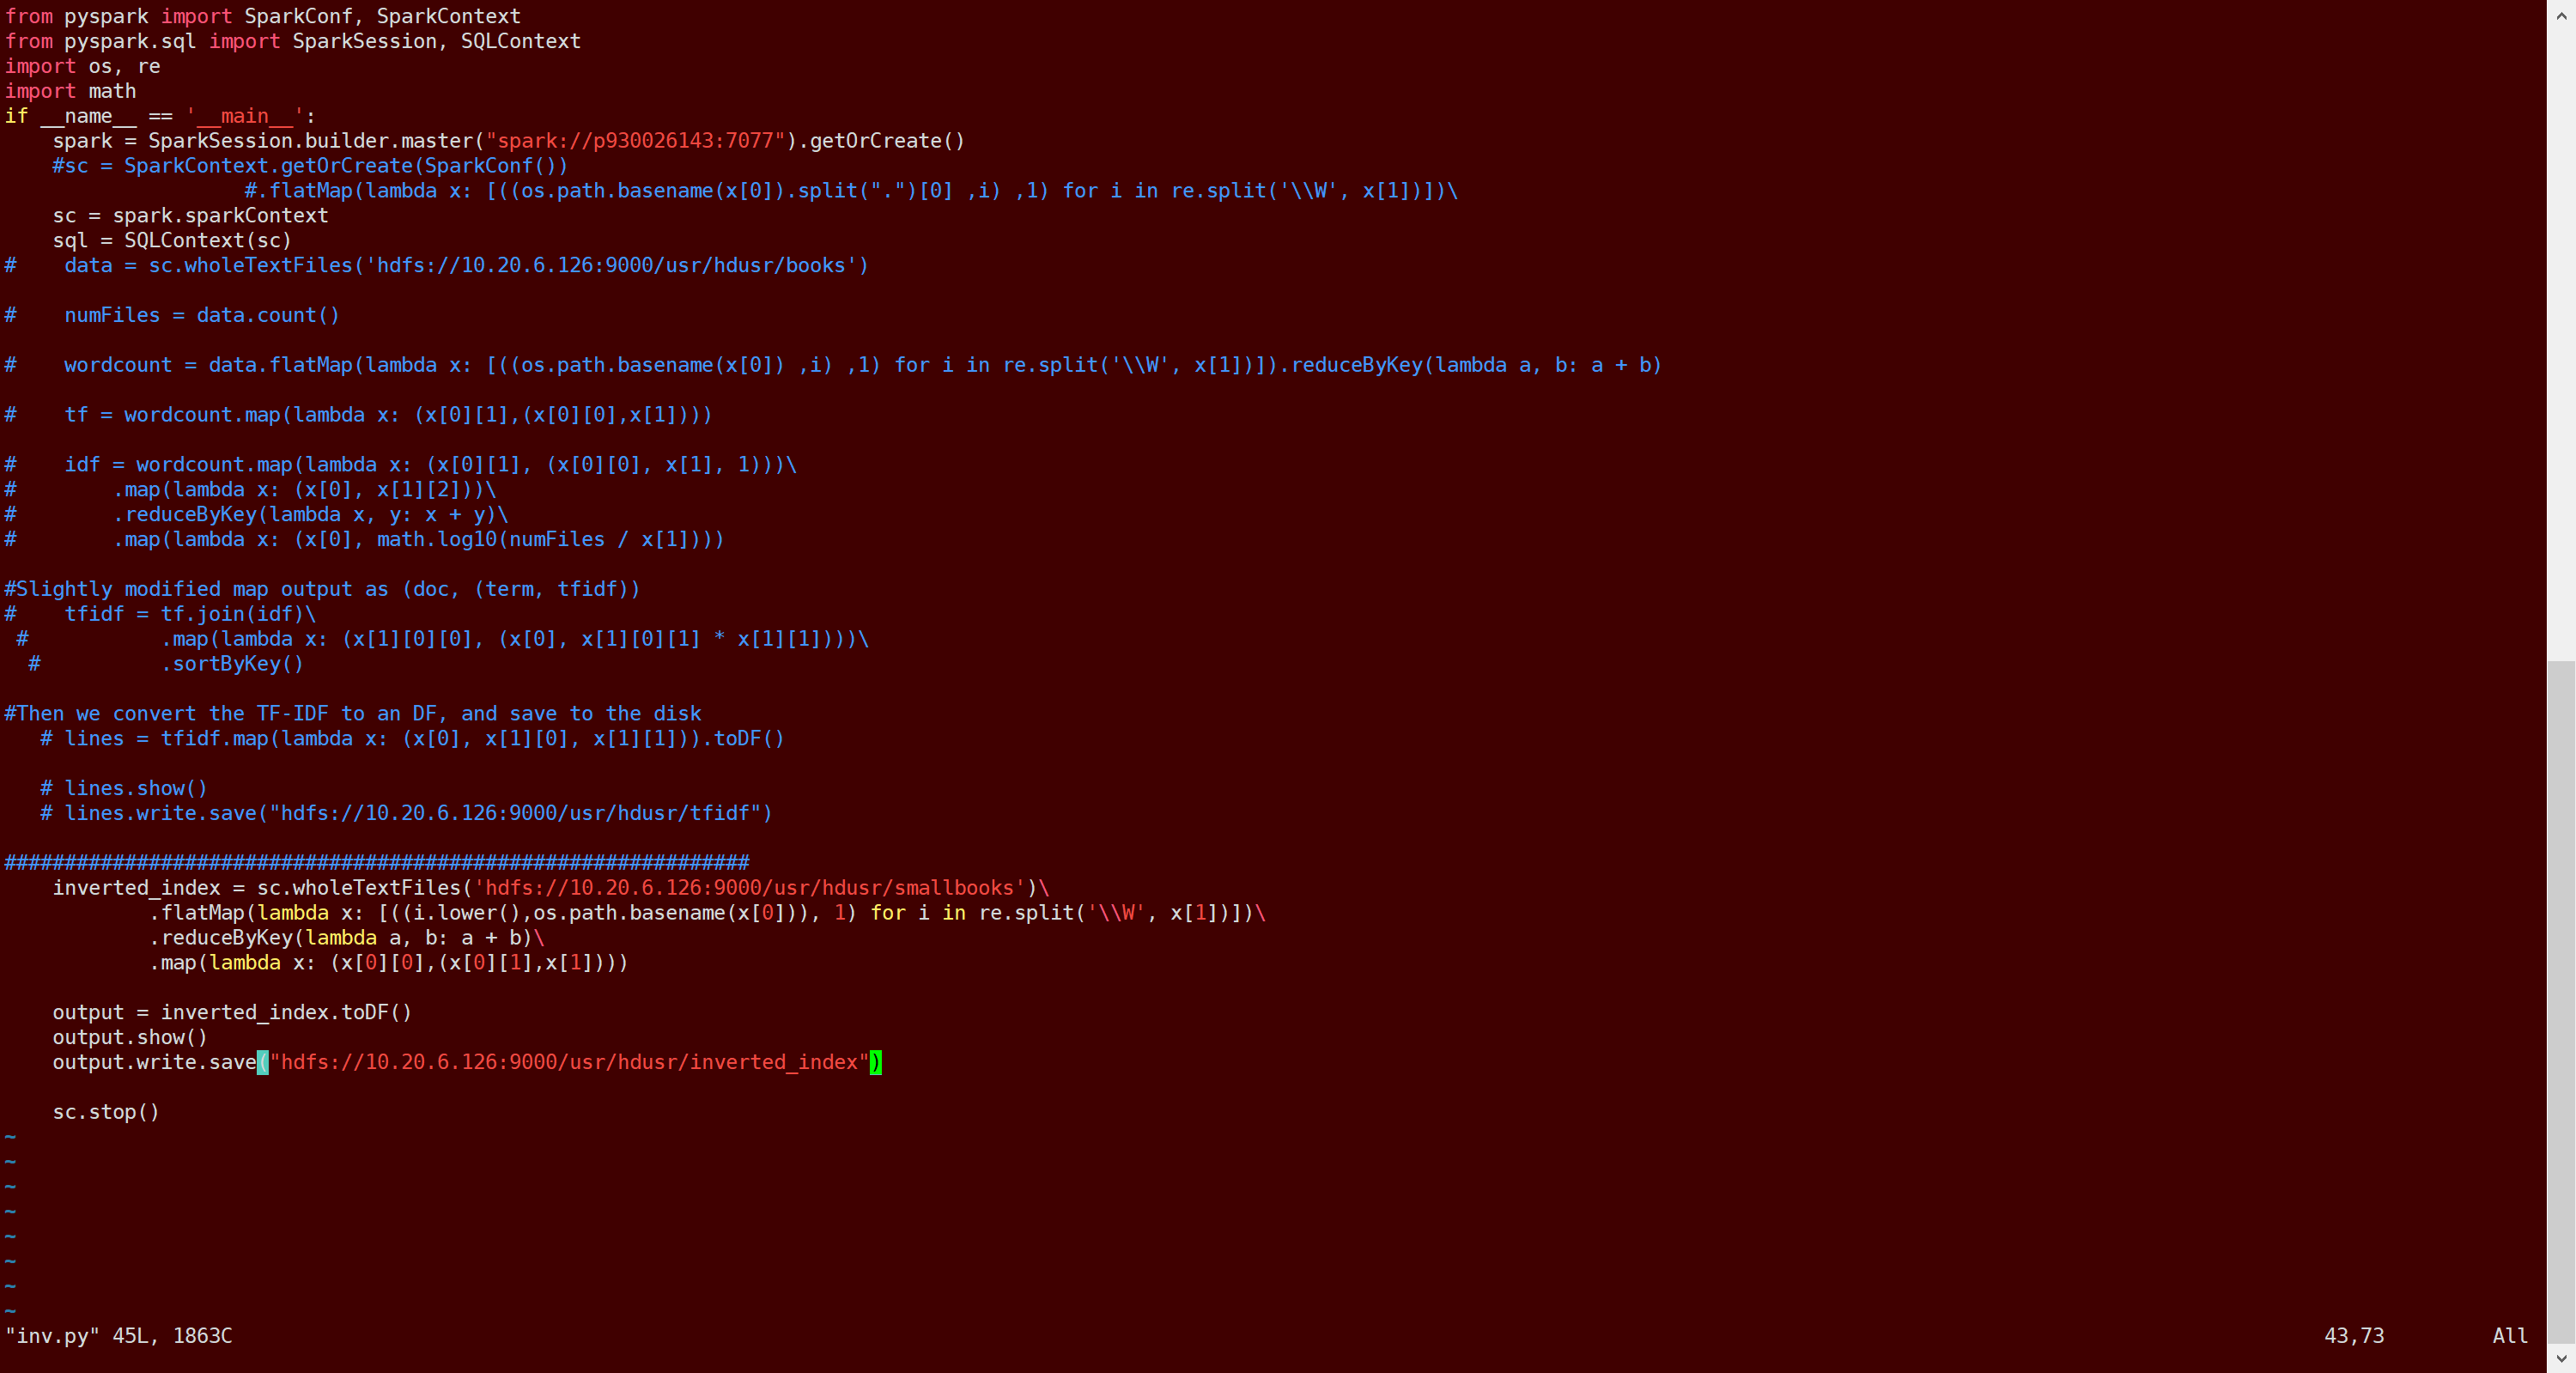 from pyspark import SparkConf, SparkContext
from pyspark.sql import SparkSession, SQLContext
import os, re
import math
if __name__ == '__main__':
    spark = SparkSession.builder.master("spark://p930026143:7077").getOrCreate()
    #sc = SparkContext.getOrCreate(SparkConf())
                    #.flatMap(lambda x: [((os.path.basename(x[0]).split(".")[0] ,i) ,1) for i in re.split('\\W', x[1])])\
    sc = spark.sparkContext
    sql = SQLContext(sc)
#    data = sc.wholeTextFiles('hdfs://10.20.6.126:9000/usr/hdusr/books')

#    numFiles = data.count()

#    wordcount = data.flatMap(lambda x: [((os.path.basename(x[0]) ,i) ,1) for i in re.split('\\W', x[1])]).reduceByKey(lambda a, b: a + b)

#    tf = wordcount.map(lambda x: (x[0][1],(x[0][0],x[1])))

#    idf = wordcount.map(lambda x: (x[0][1], (x[0][0], x[1], 1)))\
#        .map(lambda x: (x[0], x[1][2]))\
#        .reduceByKey(lambda x, y: x + y)\
#        .map(lambda x: (x[0], math.log10(numFiles / x[1])))

#Slightly modified map output as (doc, (term, tfidf))
#    tfidf = tf.join(idf)\
 #           .map(lambda x: (x[1][0][0], (x[0], x[1][0][1] * x[1][1])))\
  #          .sortByKey()

#Then we convert the TF-IDF to an DF, and save to the disk
   # lines = tfidf.map(lambda x: (x[0], x[1][0], x[1][1])).toDF()

   # lines.show()
   # lines.write.save("hdfs://10.20.6.126:9000/usr/hdusr/tfidf")

##############################################################
    inverted_index = sc.wholeTextFiles('hdfs://10.20.6.126:9000/usr/hdusr/smallbooks')\
            .flatMap(lambda x: [((i.lower(),os.path.basename(x[0])), 1) for i in re.split('\\W', x[1])])\
            .reduceByKey(lambda a, b: a + b)\
            .map(lambda x: (x[0][0],(x[0][1],x[1])))

    output = inverted_index.toDF()
    output.show()
    output.write.save("hdfs://10.20.6.126:9000/usr/hdusr/inverted_index")

    sc.stop()
~
~
~
~
~
~
~
~
"inv.py" 45L, 1863C 43,73 All